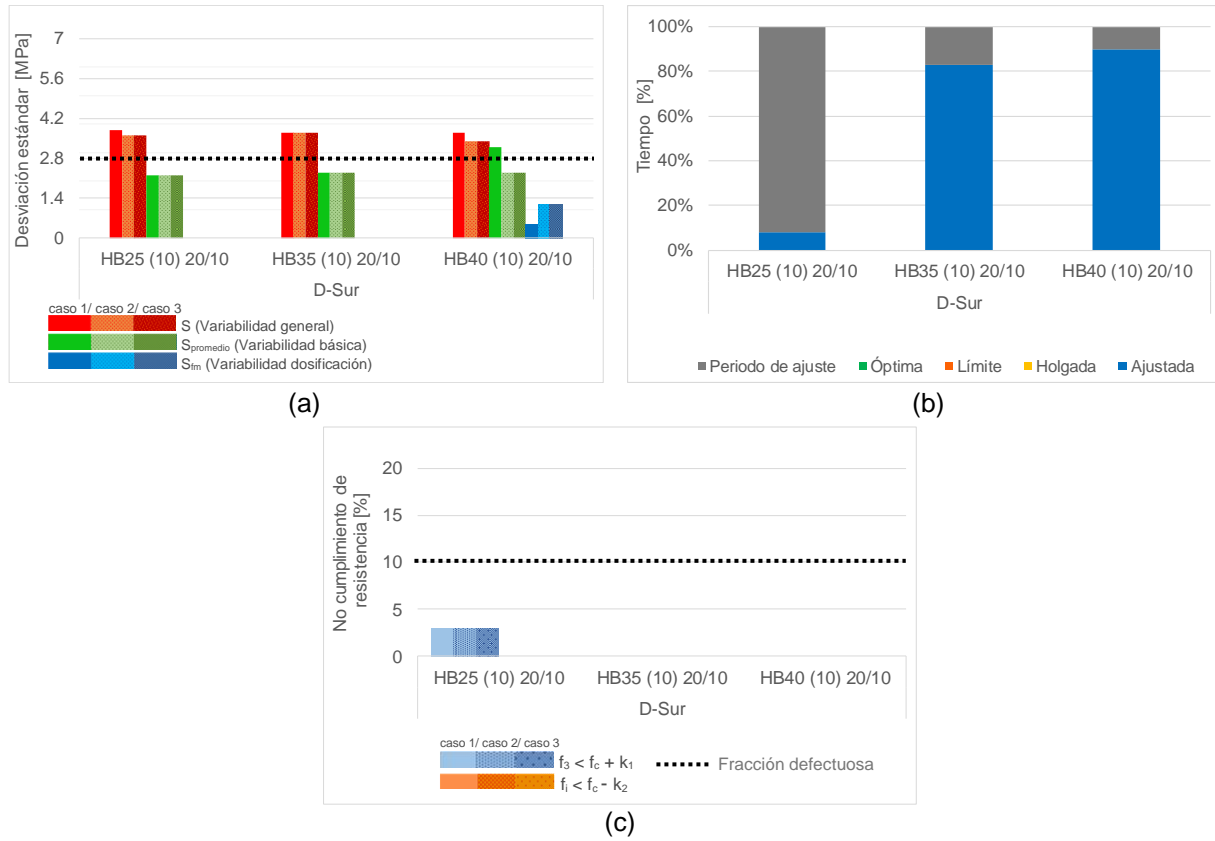 Desviación estándar [MPa]
7
5.6
4.2
2.8
1.4
0
HB25 (10) 20/10 HB35 (10) 20/10 HB40 (10) 20/10
D-Sur
caso 1/ caso 2/ caso 3
S (Variabilidad general)
Spromedio (Variabilidad básica)
Sfm (Variabilidad dosificación)
(a)
Tiempo [%]
100%
80%
60%
40%
20%
0%
HB25 (10) 20/10 HB35 (10) 20/10 HB40 (10) 20/10
D-Sur
Periodo de ajuste Óptima Límite Holgada Ajustada
(b)
No cumplimiento de
resistencia [%]
20
15
10
5
0
HB25 (10) 20/10 HB35 (10) 20/10 HB40 (10) 20/10
D-Sur
caso 1/ caso 2/ caso 3
f3 < fc + k1 Fracción defectuosa
fi < fc - k2
(c)